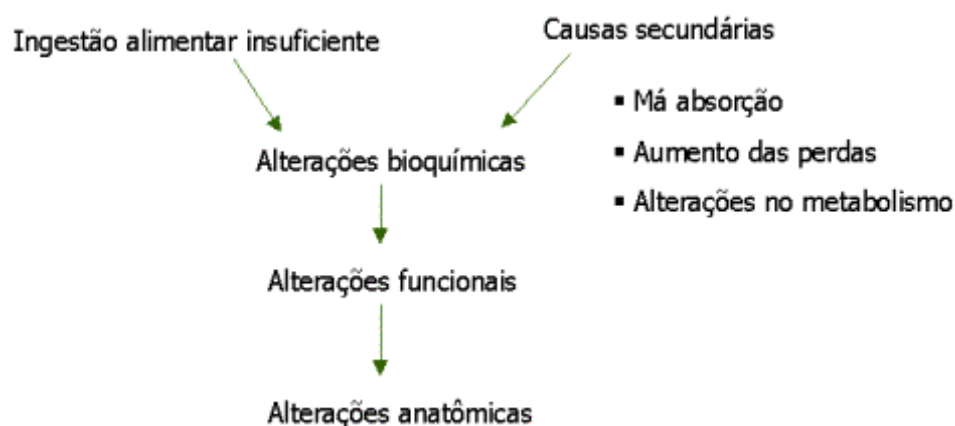 Ingestão alimentar insuficiente
Causas secundárias
▪ Má absorção
▪ Aumento das perdas
▪ Alterações no metabolismo
Alterações bioquímicas
Alterações funcionais
Alterações anatômicas